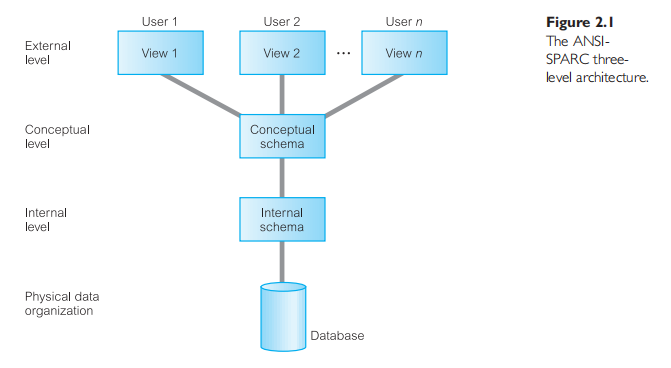 User 1
User 2
User n
External
level
View 1
View 2
...
View n
Figure 2.1
The ANSI-
SPARC three-
level architecture.
Conceptual
level
Conceptual
schema
Internal
level
Internal
schema
Physical data
organization
Database